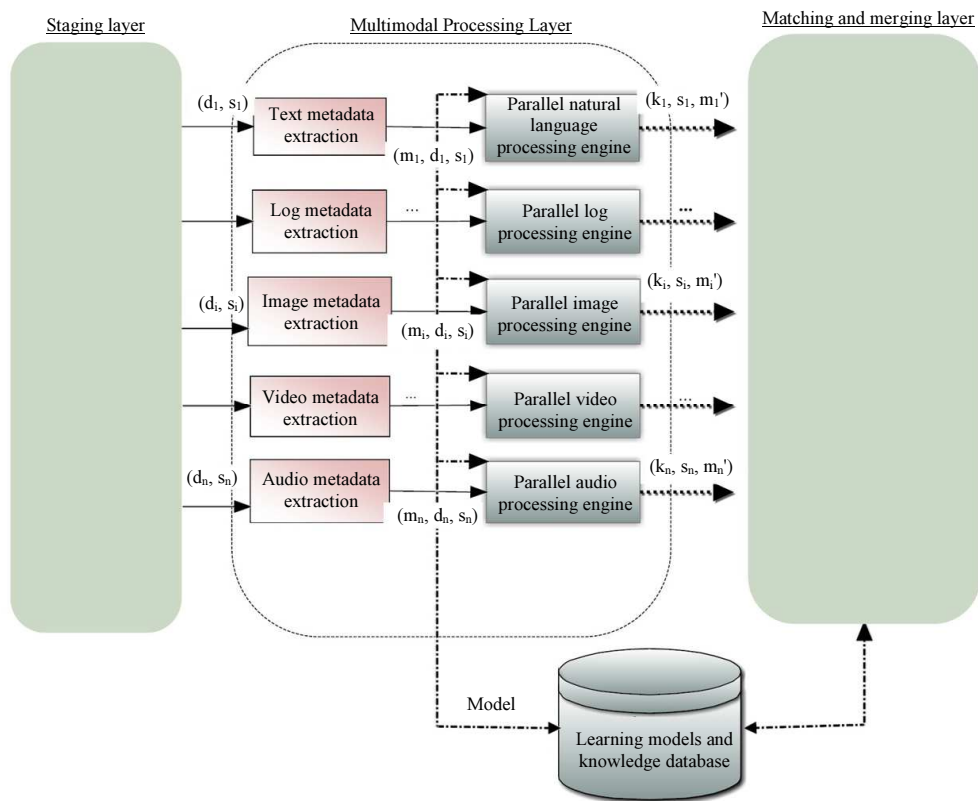 Staging layer
Multimodal Processing Layer
Matching and merging layer
(d₁, s₁)
Text metadata
extraction
(m₁, d₁, s₁)
Parallel natural
language
processing engine
(k₁, s₁, m₁')
Log metadata
extraction
...
Parallel log
processing engine
...
(dᵢ, sᵢ)
Image metadata
extraction
(mᵢ, dᵢ, sᵢ)
Parallel image
processing engine
(kᵢ, sᵢ, mᵢ')
Video metadata
extraction
...
Parallel video
processing engine
...
(dₙ, sₙ)
Audio metadata
extraction
(mₙ, dₙ, sₙ)
Parallel audio
processing engine
(kₙ, sₙ, mₙ')
Model
Learning models and
knowledge database